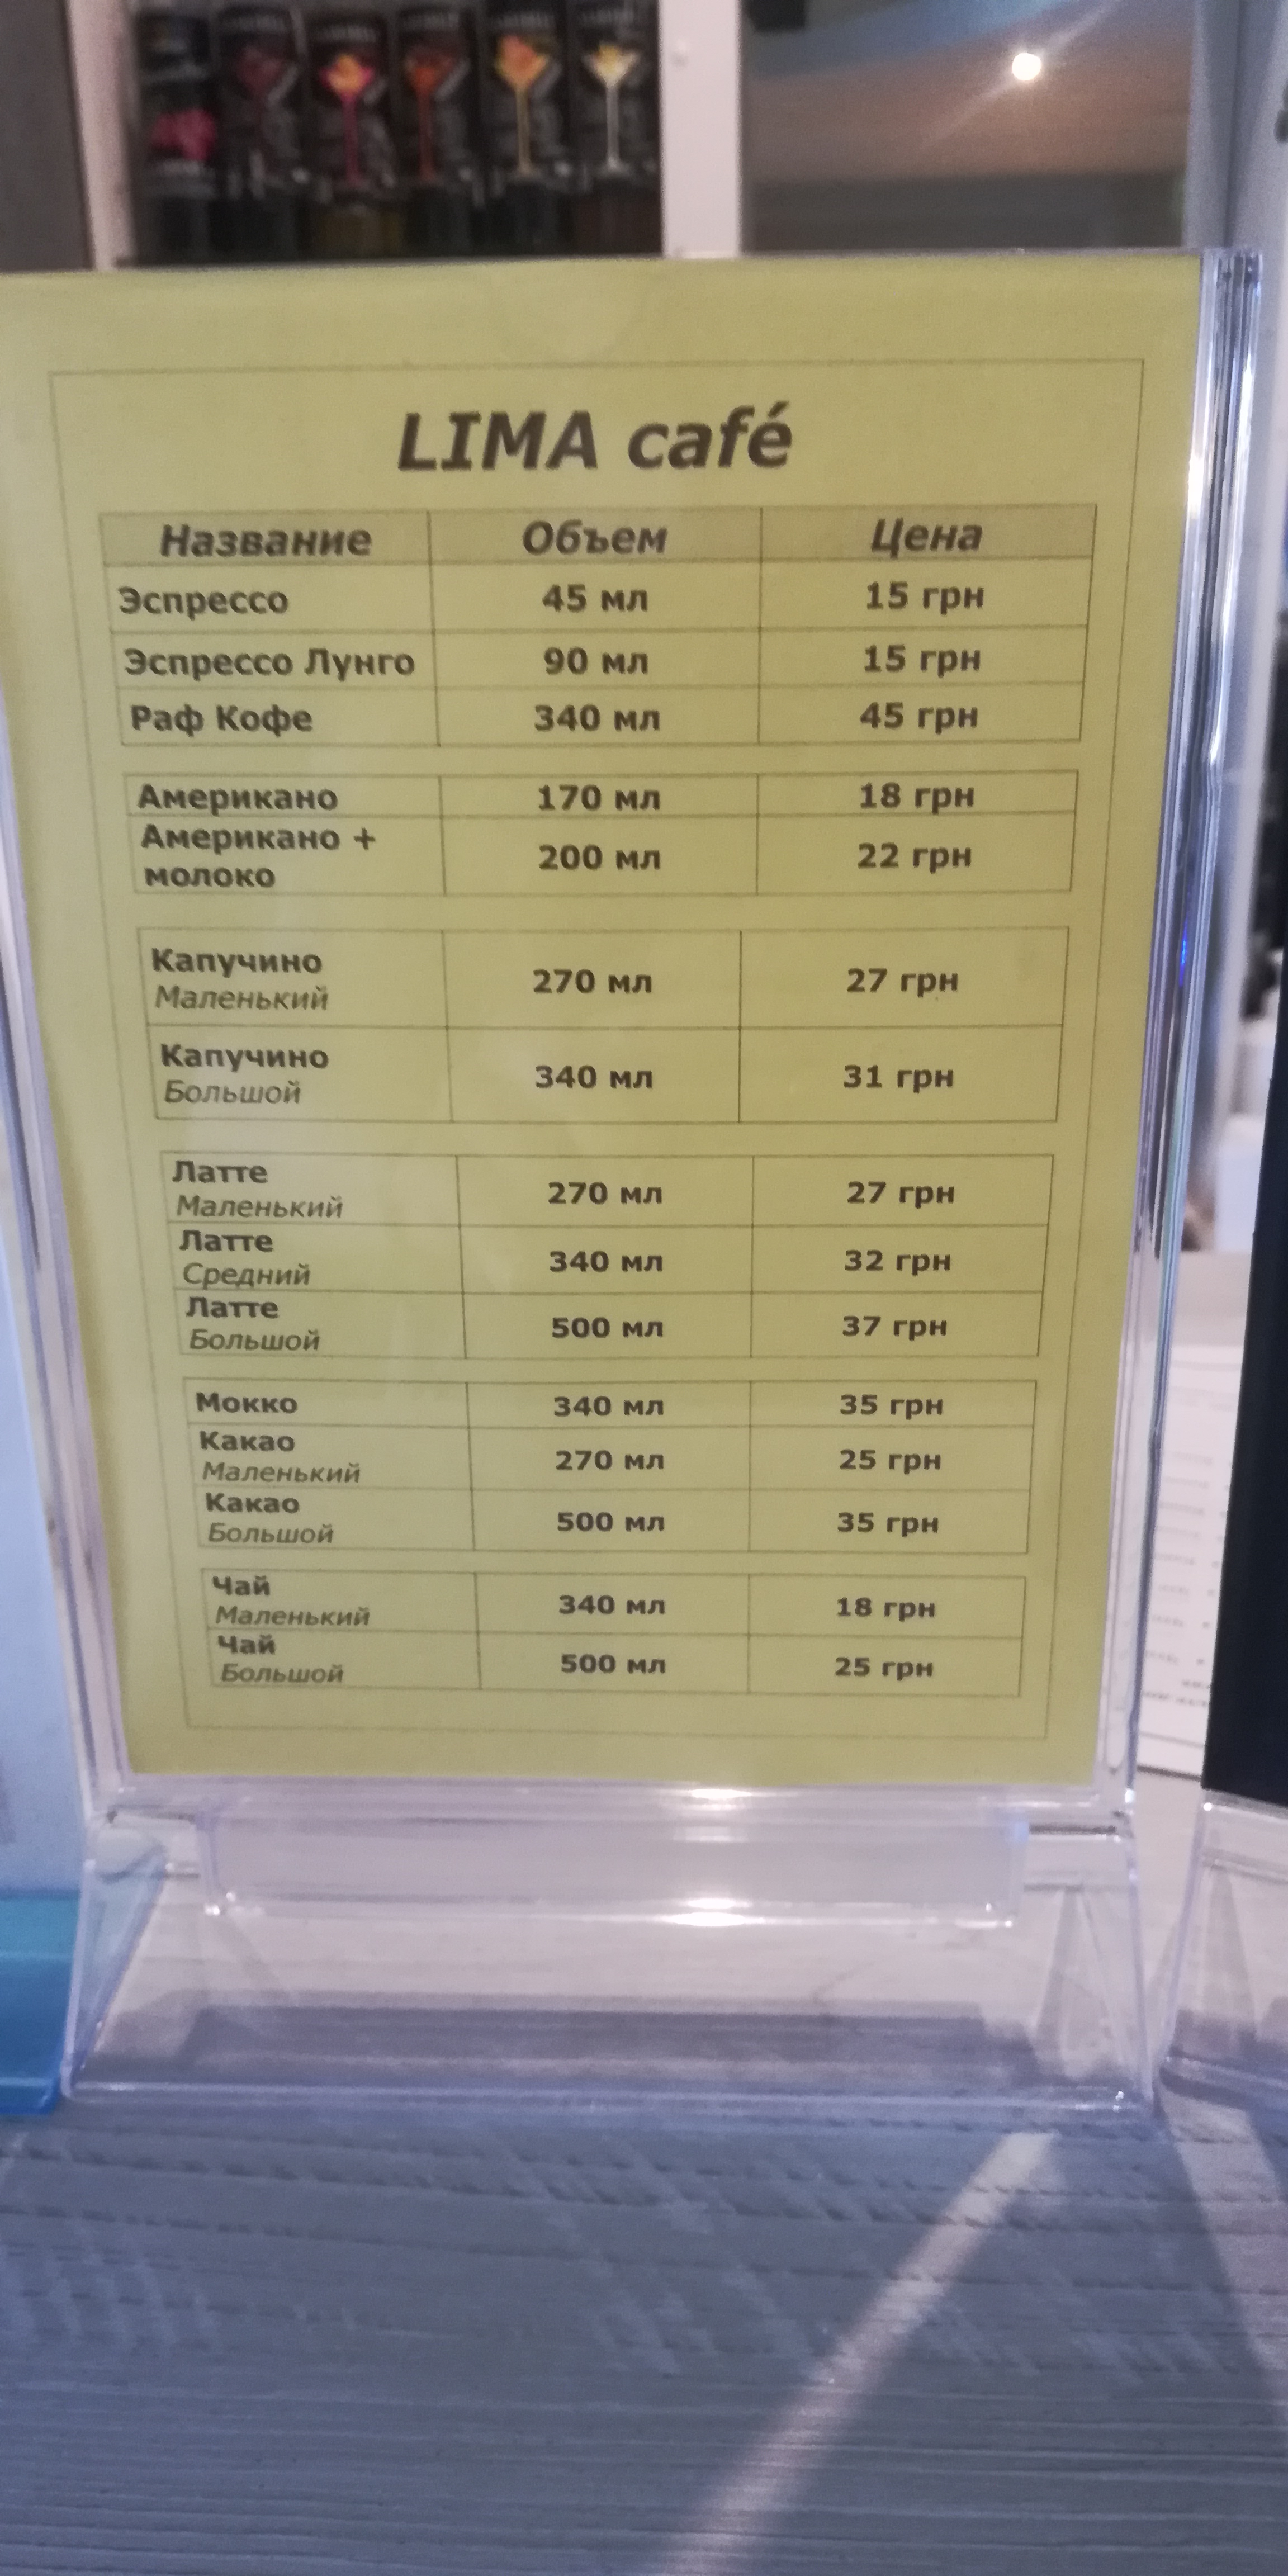 LIMA café
Название Объем Цена
Эспрессо 45 мл 15 грн
Эспрессо Лунго 90 мл 15 грн
Раф Кофе 340 мл 45 грн
Американо 170 мл 18 грн
Американо +
молоко 200 мл 22 грн
Капучино
Маленький 270 мл 27 грн
Капучино
Большой 340 мл 31 грн
Латте
Маленький 270 мл 27 грн
Латте
Средний 340 мл 32 грн
Латте
Большой 500 мл 37 грн
Мокко 340 мл 35 грн
Какао
Маленький 270 мл 25 грн
Какао
Большой 500 мл 35 грн
Чай
Маленький 340 мл 18 грн
Чай
Большой 500 мл 25 грн